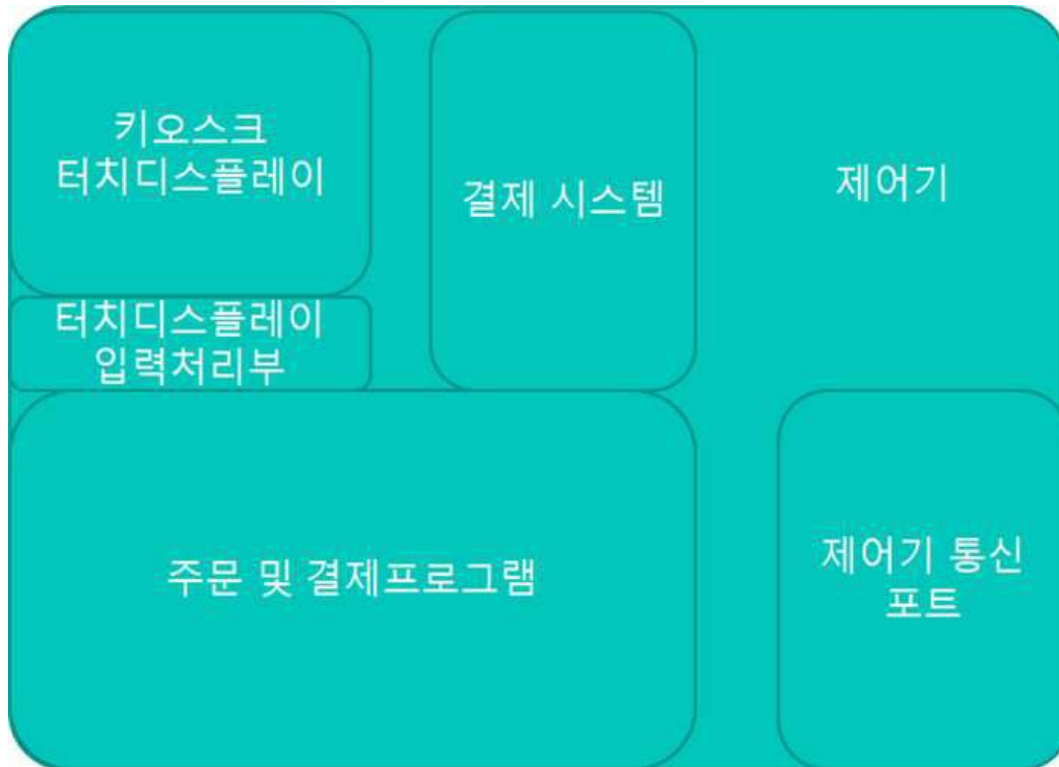 키오스크
터치디스플레이
결제 시스템
제어기
터치디스플레이
입력처리부
주문 및 결제프로그램
제어기 통신
포트